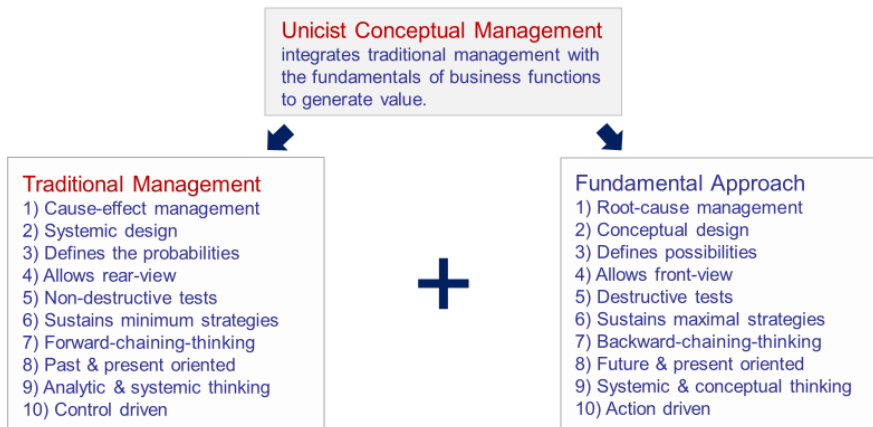 Unicist Conceptual Management
integrates traditional management with
the fundamentals of business functions
to generate value.
Traditional Management
1) Cause-effect management
2) Systemic design
3) Defines the probabilities
4) Allows rear-view
5) Non-destructive tests
6) Sustains minimum strategies
7) Forward-chaining-thinking
8) Past & present oriented
9) Analytic & systemic thinking
10) Control driven
+
Fundamental Approach
1) Root-cause management
2) Conceptual design
3) Defines possibilities
4) Allows front-view
5) Destructive tests
6) Sustains maximal strategies
7) Backward-chaining-thinking
8) Future & present oriented
9) Systemic & conceptual thinking
10) Action driven